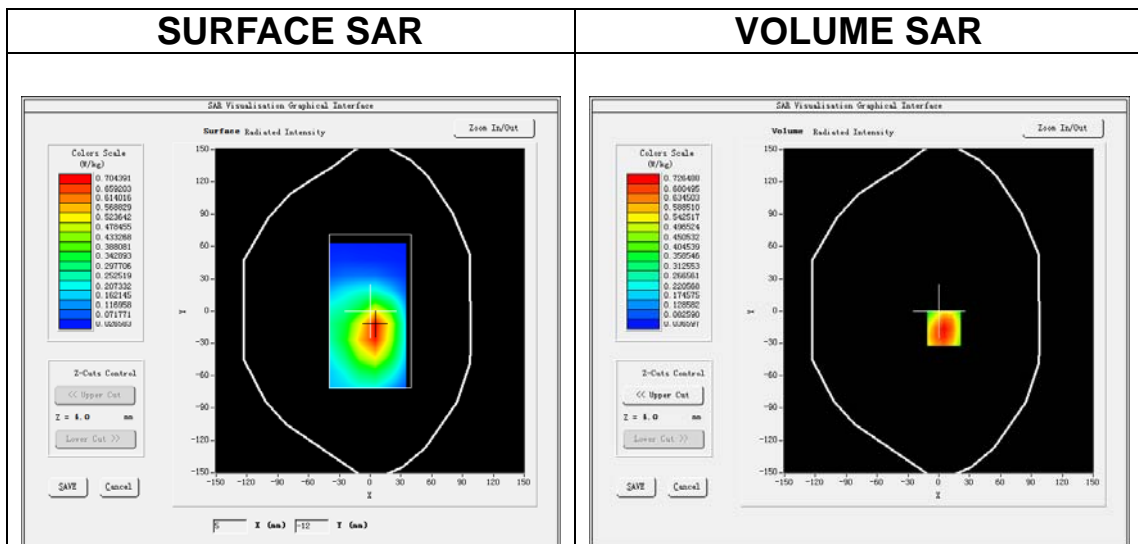 SURFACE SAR
VOLUME SAR
SAR Visualisation Graphical Interface
Surface Radiated Intensity
Zoom In/Out
Colors Scale
(W/kg)
0.704391
0.659203
0.614016
0.568829
0.523642
0.478455
0.433268
0.388081
0.342893
0.297706
0.252519
0.207332
0.162145
0.116958
0.071771
150
120
90
60
30
0
-30
-60
-90
-120
-150
-150 -120 -90 -60 -30 0 30 60 90 120 150
X
Y
Z-Cuts Control
<< Upper Cut
Z = 4.0 mm
Lower Cut >>
SAVE
Cancel
5 X (mm) -12 Y (mm)
SAR Visualisation Graphical Interface
Volume Radiated Intensity
Zoom In/Out
Colors Scale
(W/kg)
0.726488
0.680495
0.634503
0.588510
0.542517
0.496524
0.450532
0.404539
0.358546
0.312553
0.266561
0.220568
0.174575
0.128582
0.082590
150
120
90
60
30
0
-30
-60
-90
-120
-150
-150 -120 -90 -60 -30 0 30 60 90 120 150
X
Y
Z-Cuts Control
<< Upper Cut
Z = 4.0 mm
Lower Cut >>
SAVE
Cancel